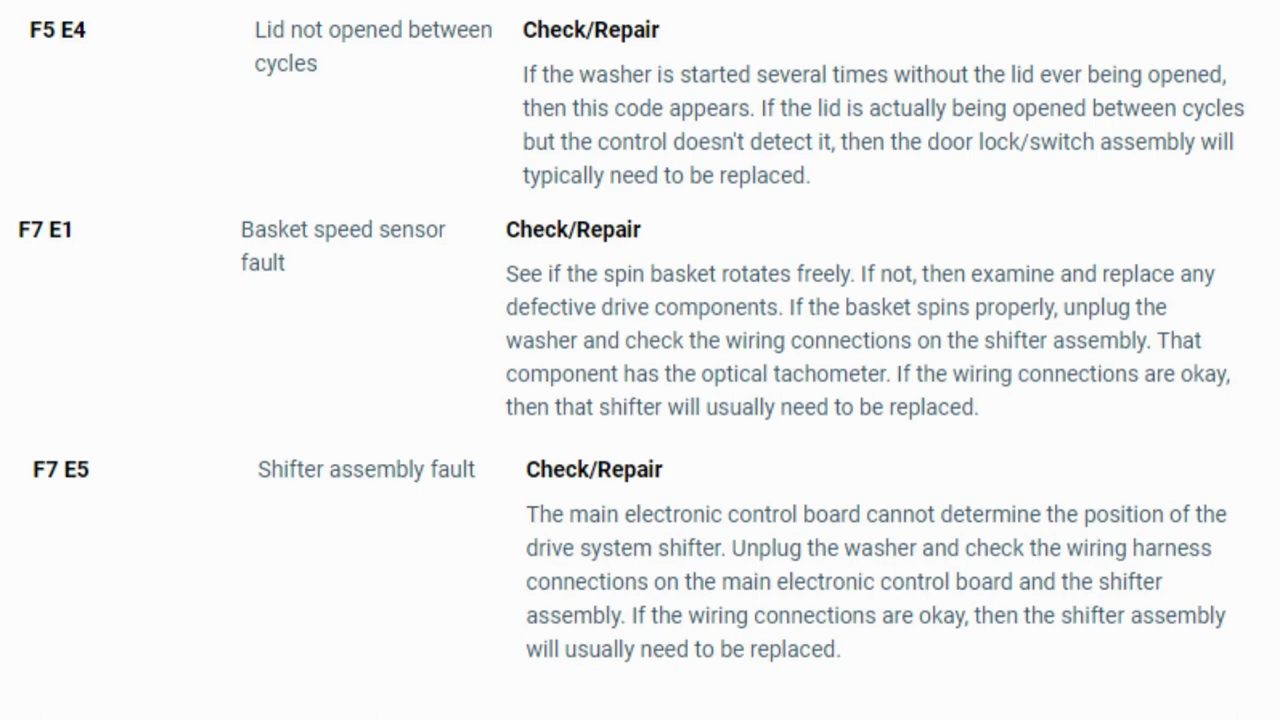 F5 E4
Lid not opened between
cycles
Check/Repair
If the washer is started several times without the lid ever being opened,
then this code appears. If the lid is actually being opened between cycles
but the control doesn't detect it, then the door lock/switch assembly will
typically need to be replaced.
F7 E1
Basket speed sensor
fault
Check/Repair
See if the spin basket rotates freely. If not, then examine and replace any
defective drive components. If the basket spins properly, unplug the
washer and check the wiring connections on the shifter assembly. That
component has the optical tachometer. If the wiring connections are okay,
then that shifter will usually need to be replaced.
F7 E5
Shifter assembly fault
Check/Repair
The main electronic control board cannot determine the position of the
drive system shifter. Unplug the washer and check the wiring harness
connections on the main electronic control board and the shifter
assembly. If the wiring connections are okay, then the shifter assembly
will usually need to be replaced.